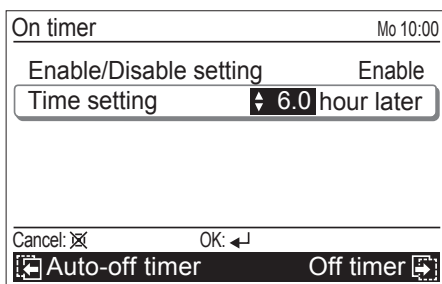 On timer Mo 10:00
Enable/Disable setting Enable
Time setting 6.0 hour later
Cancel: OK:
Auto-off timer Off timer